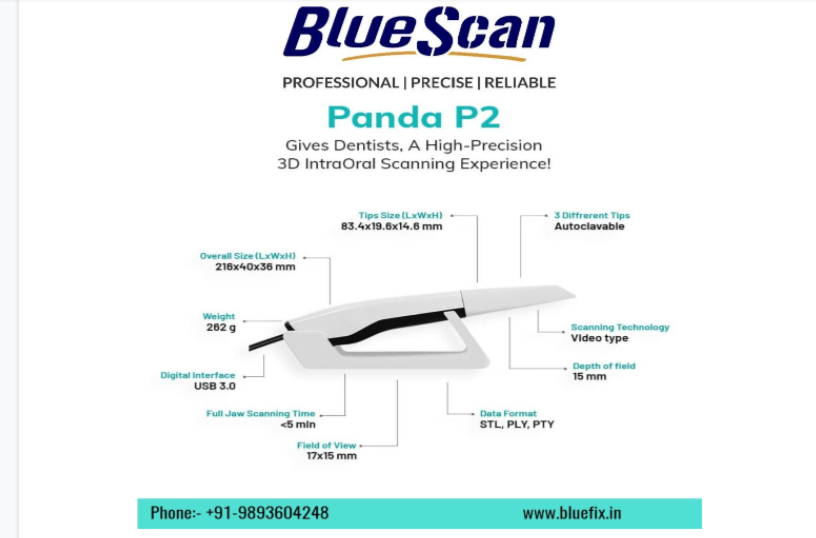 BlueScan
PROFESSIONAL | PRECISE | RELIABLE
Panda P2
Gives Dentists, A High-Precision
3D IntraOral Scanning Experience!
Tips Size (LxWxH)
83.4x19.6x14.6 mm
3 Diffrerent Tips
Autoclavable
Overall Size (LxWxH)
216x40x36 mm
Weight
262 g
Scanning Technology
Video type
Digital Interface
USB 3.0
Depth of field
15 mm
Full Jaw Scanning Time
<5 min
Data Format
STL, PLY, PTY
Field of View
17x15 mm
Phone:- +91-9893604248
www.bluefix.in